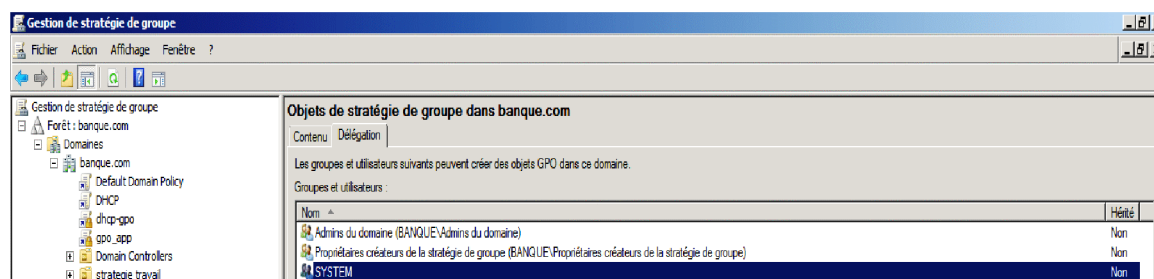 Gestion de stratégie de groupe
Fichier Action Affichage Fenêtre ?
Gestion de stratégie de groupe
Forêt : banque.com
Domaines
banque.com
Default Domain Policy
DHCP
dhcp-gpo
gpo_app
Domain Controllers
strategie travail
Objets de stratégie de groupe dans banque.com
Contenu Délégation
Les groupes et utilisateurs suivants peuvent créer des objets GPO dans ce domaine.
Groupes et utilisateurs :
Nom Hérité
Admins du domaine (BANQUE\Admins du domaine) Non
Propriétaires créateurs de la stratégie de groupe (BANQUE\Propriétaires créateurs de la stratégie de groupe) Non
SYSTEM Non